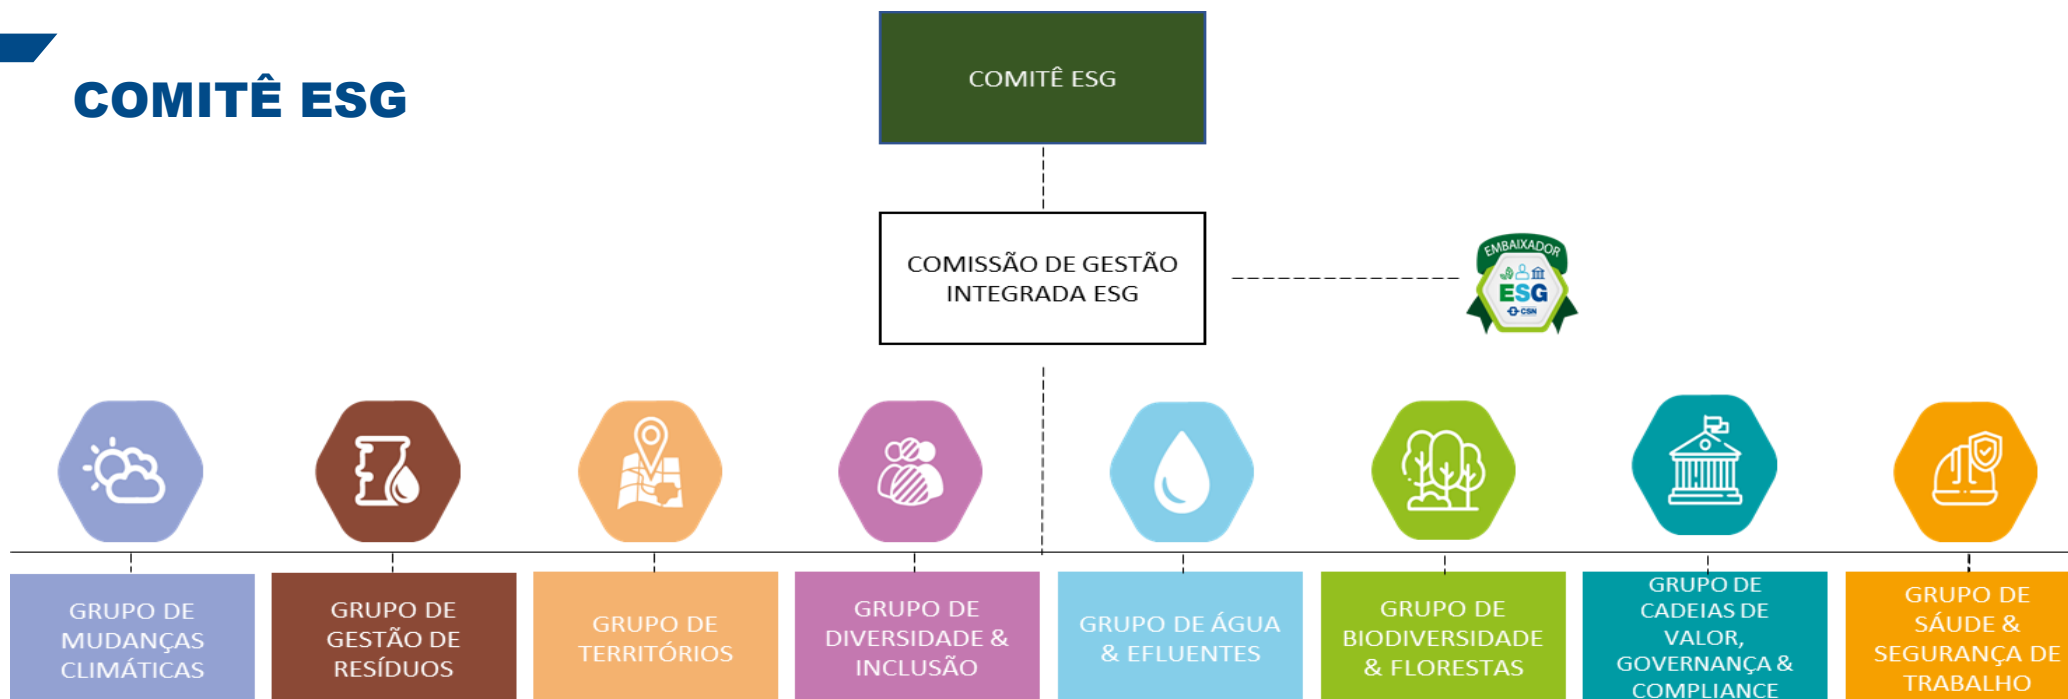 COMITÊ ESG
COMITÊ ESG
COMISSÃO DE GESTÃO
INTEGRADA ESG
EMBAIXADOR
ESG
CSN
GRUPO DE
MUDANÇAS
CLIMÁTICAS
GRUPO DE
GESTÃO DE
RESÍDUOS
GRUPO DE
TERRITÓRIOS
GRUPO DE
DIVERSIDADE &
INCLUSÃO
GRUPO DE ÁGUA
& EFLUENTES
GRUPO DE
BIODIVERSIDADE
& FLORESTAS
GRUPO DE
CADEIAS DE
VALOR,
GOVERNANÇA &
COMPLIANCE
GRUPO DE
SÁUDE &
SEGURANÇA DE
TRABALHO